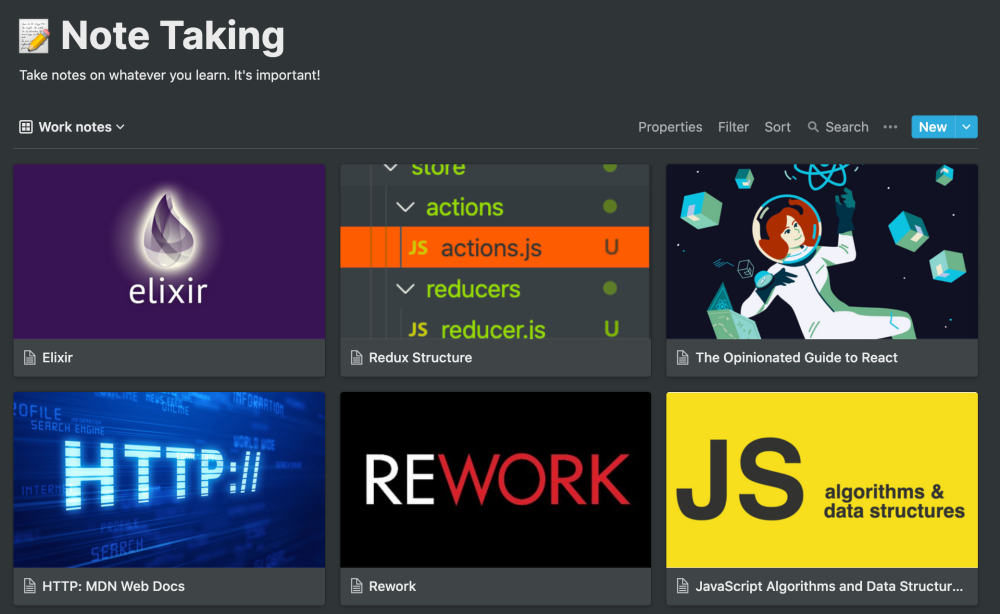 Note Taking
Take notes on whatever you learn. It's important!
Work notes
Properties Filter Sort Search New
elixir
store
actions
JS actions.js U
reducers
JS reducer.js U
Elixir
Redux Structure
The Opinionated Guide to React
ONLINE
INFORMATION
ONLINE
SEARCH ENGINE
WORLD WIDE
HTTP://
PROFILE
SEARCH
REWORK
JS algorithms &
data structures
HTTP: MDN Web Docs
Rework
JavaScript Algorithms and Data Structur...